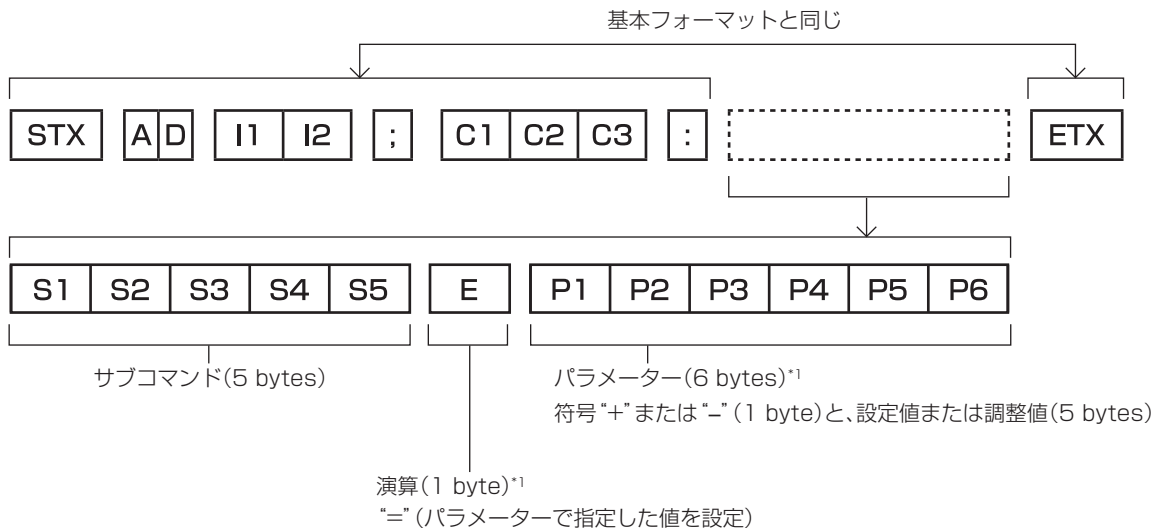 基本フォーマットと同じ
STX A D I1 I2 ; C1 C2 C3 : ETX
S1 S2 S3 S4 S5 E P1 P2 P3 P4 P5 P6
サブコマンド(5 bytes)
パラメーター(6 bytes)*1
符号“+”または“–”(1 byte)と、設定値または調整値(5 bytes)
演算(1 byte)*1
“=”(パラメーターで指定した値を設定)